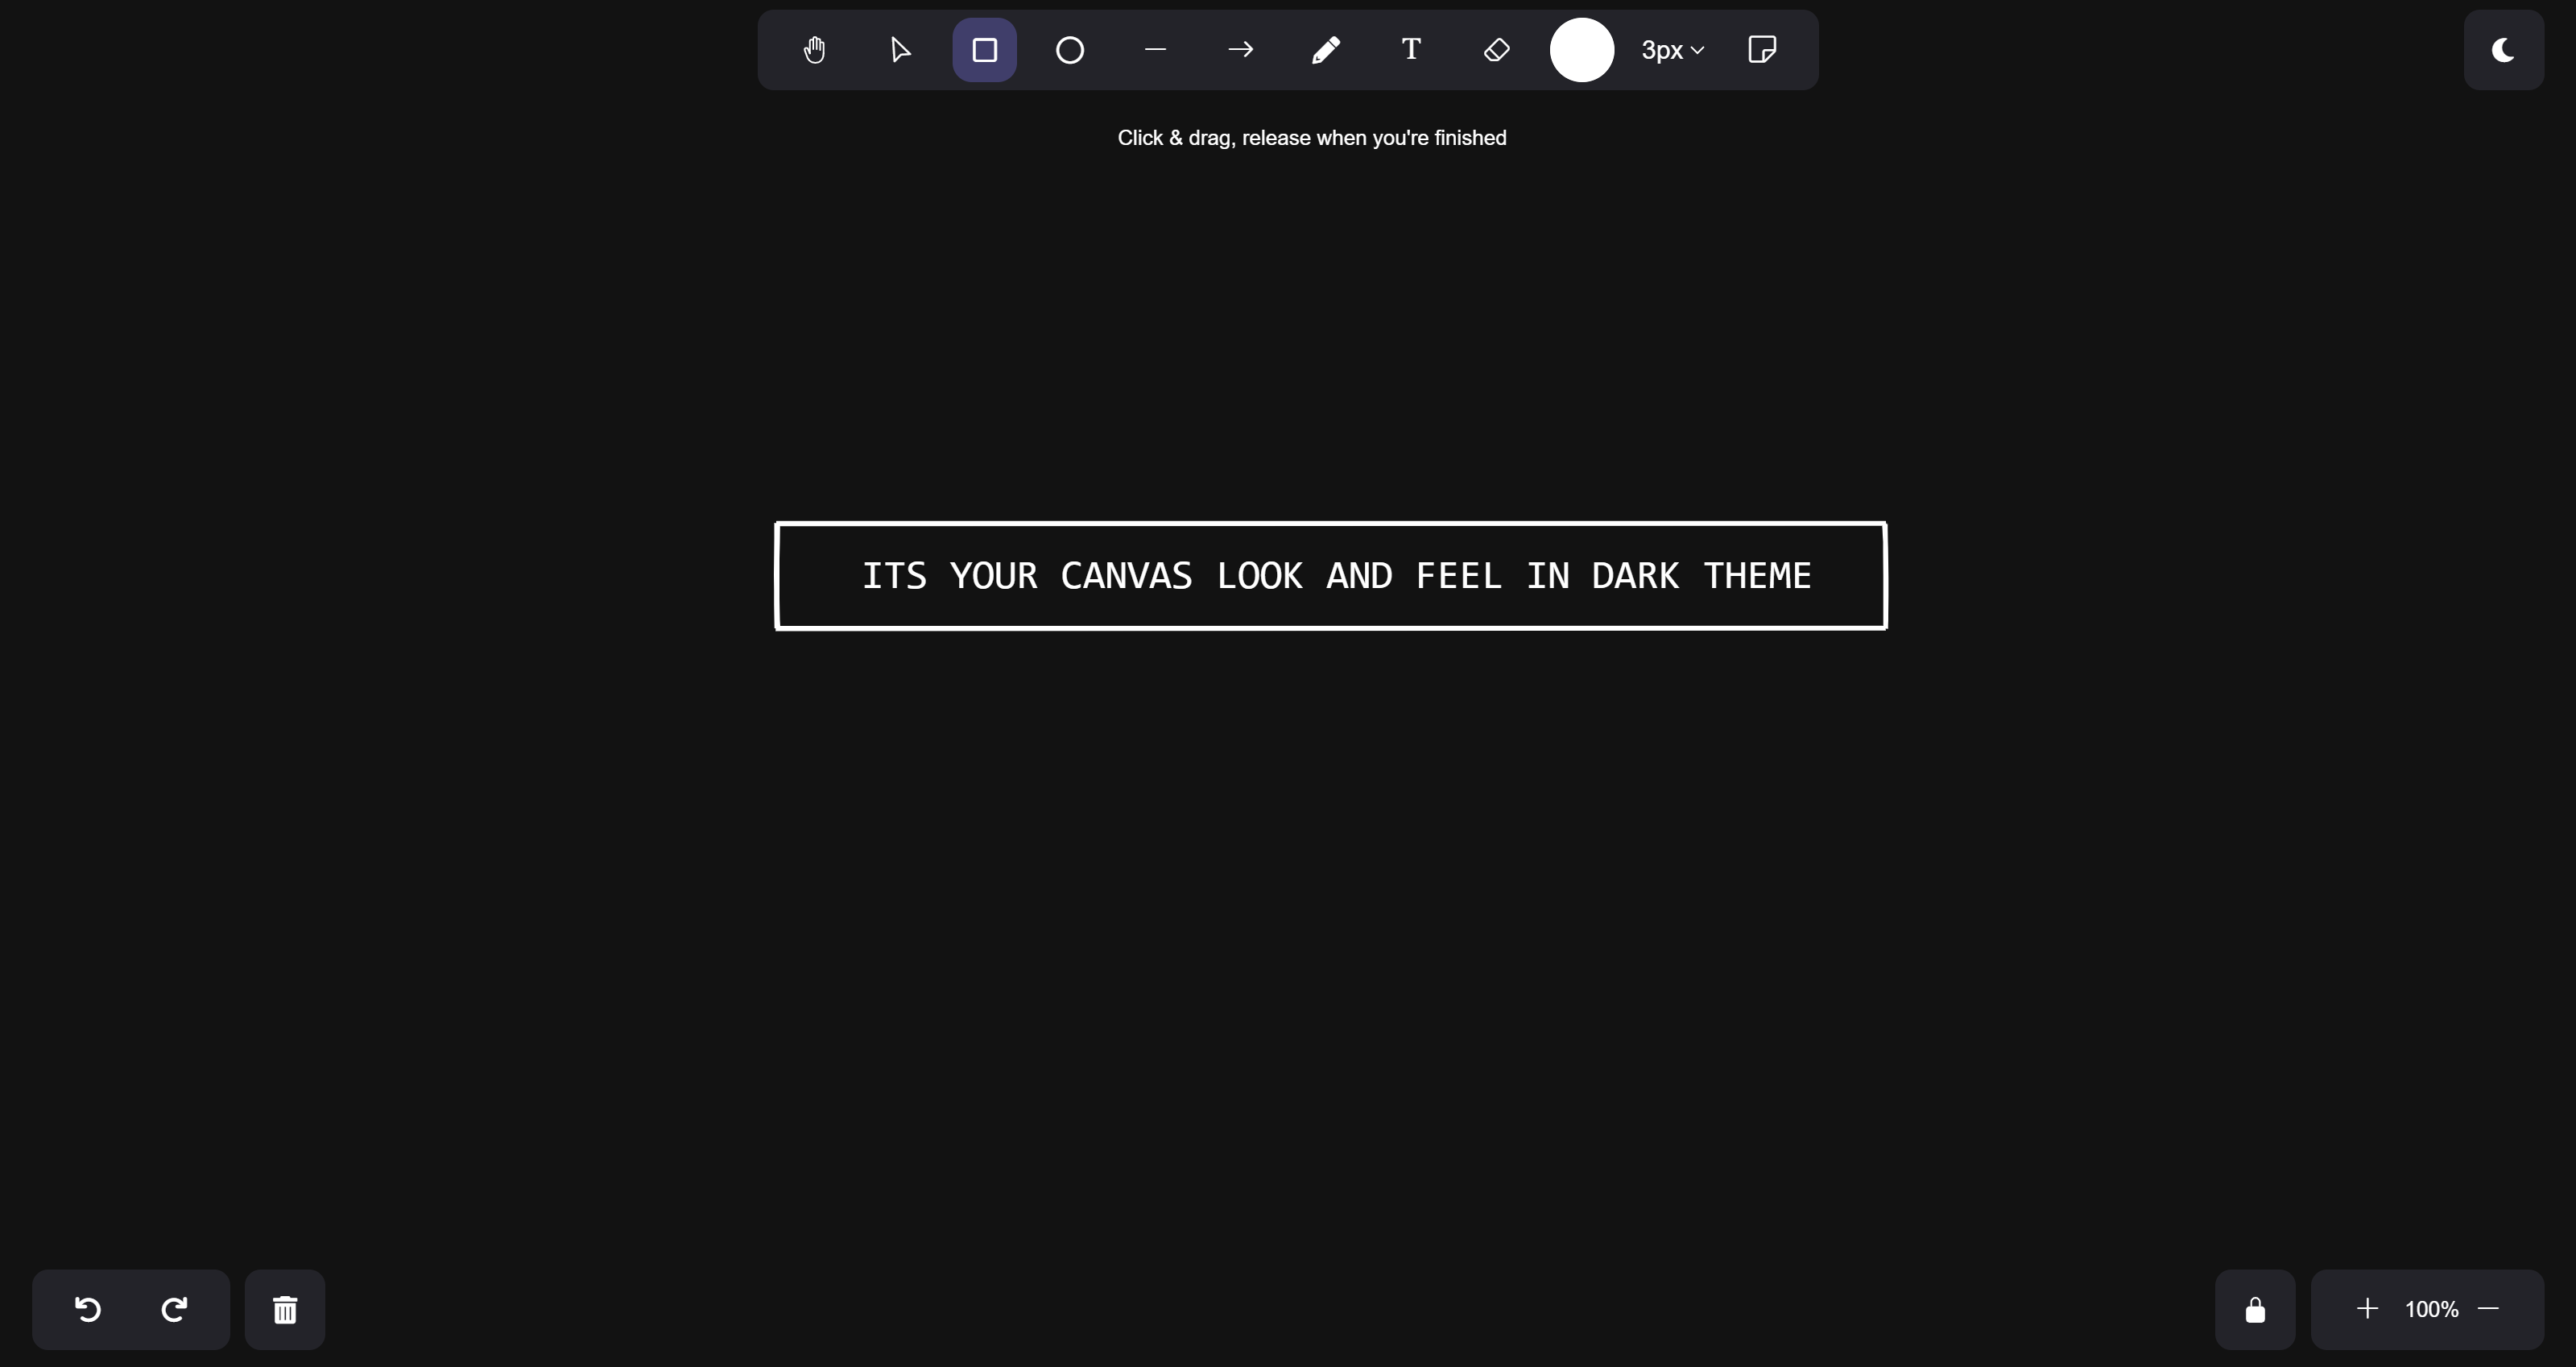 3px
Click & drag, release when you're finished
ITS YOUR CANVAS LOOK AND FEEL IN DARK THEME
100%